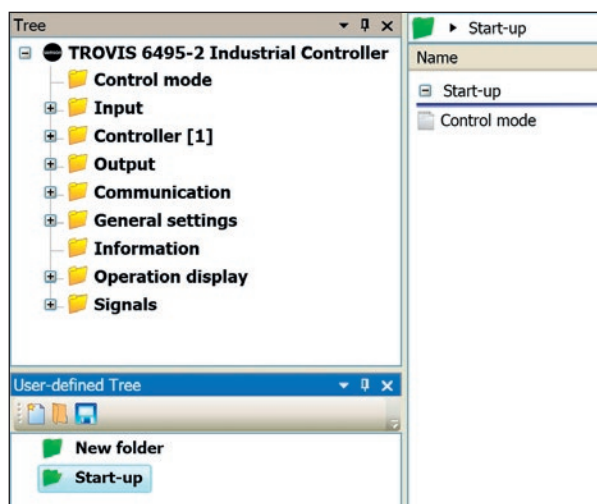 Tree
TROVIS 6495-2 Industrial Controller
Control mode
Input
Controller [1]
Output
Communication
General settings
Information
Operation display
Signals
User-defined Tree
New folder
Start-up
Start-up
Name
Start-up
Control mode